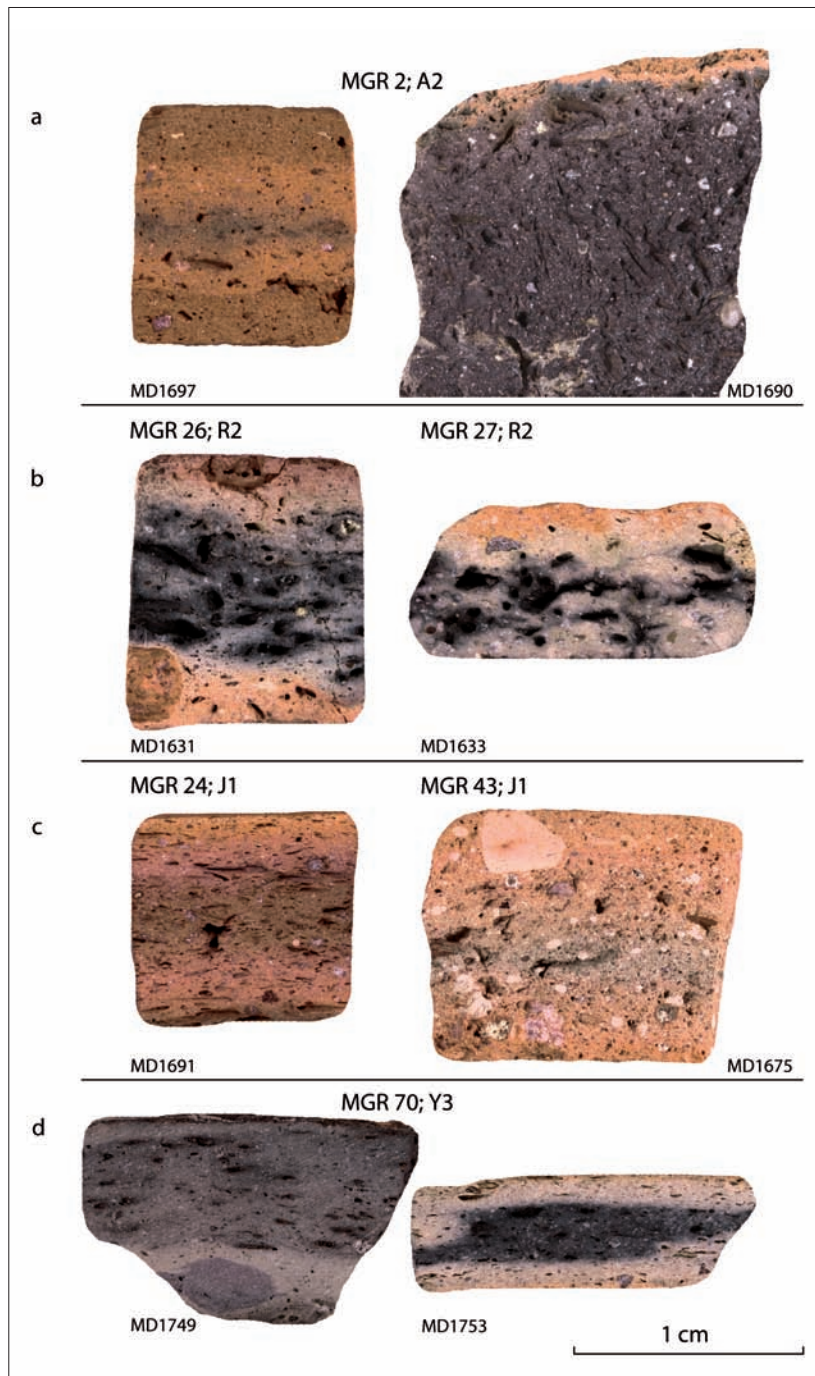 MGR 2; A2
a
MD1697 MD1690
MGR 26; R2 MGR 27; R2
b
MD1631 MD1633
MGR 24; J1 MGR 43; J1
c
MD1691 MD1675
MGR 70; Y3
d
MD1749 MD1753
1 cm